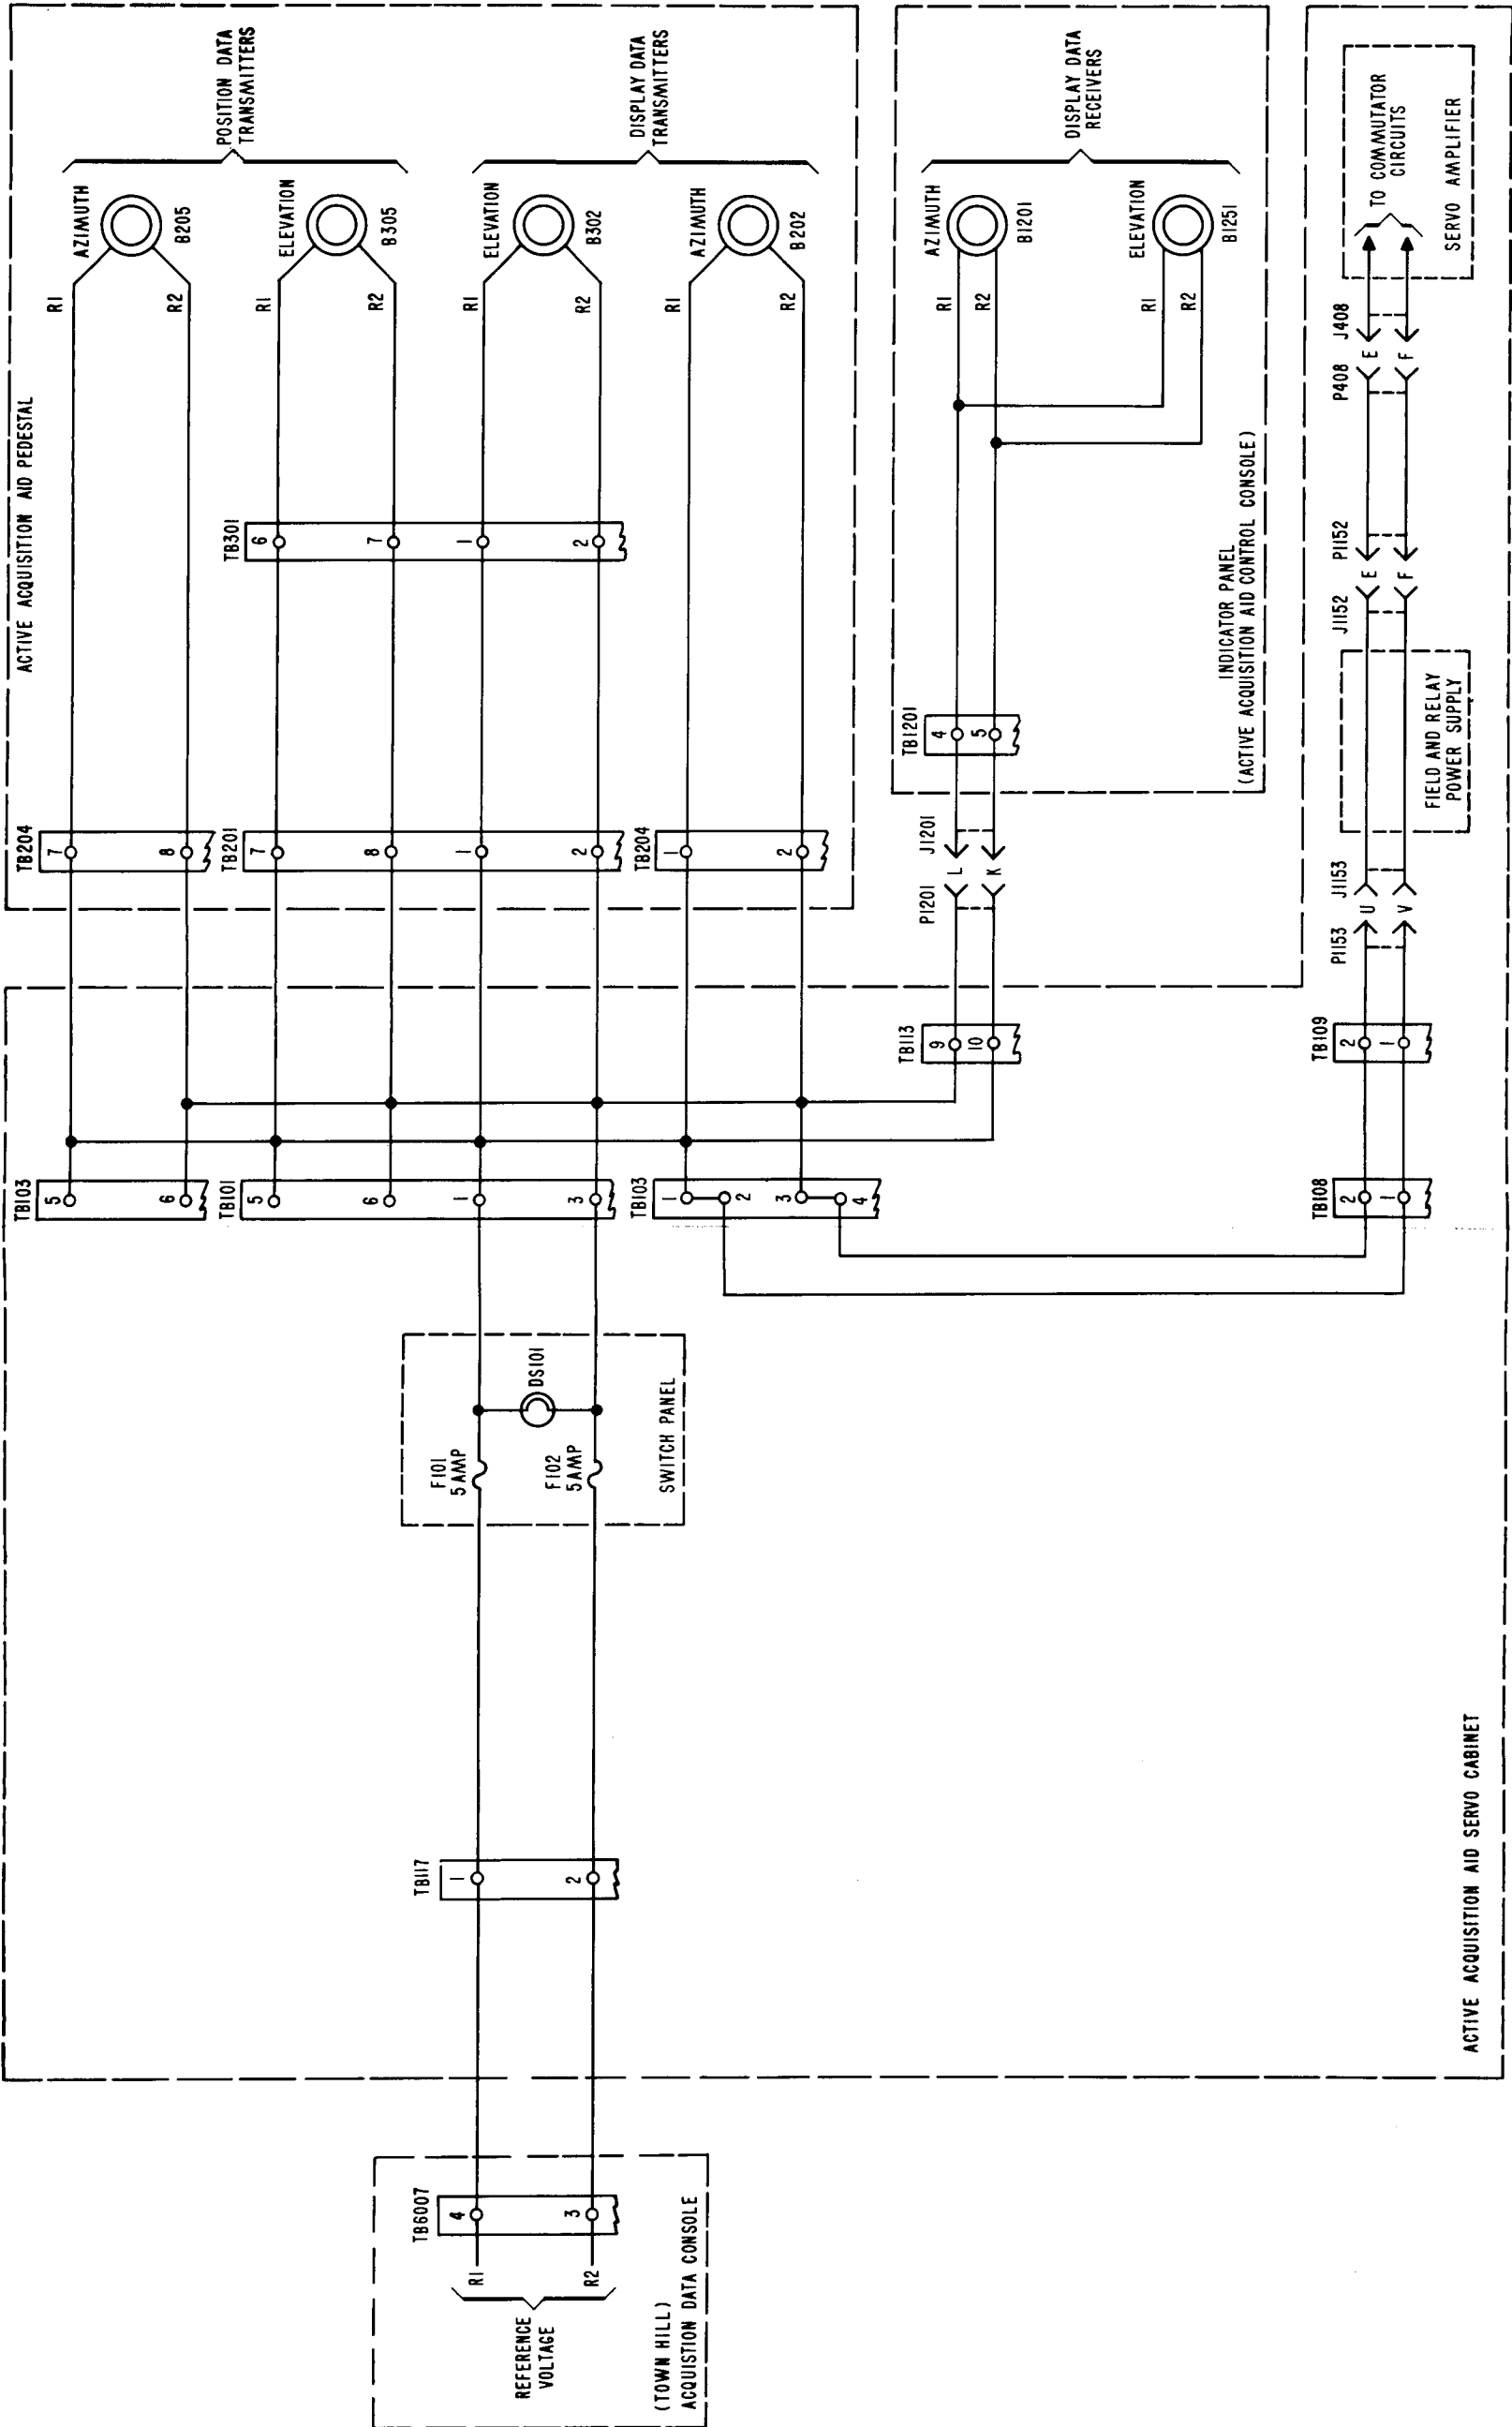 ACTIVE ACQUISITION AID PEDESTAL
POSITION DATA
TRANSMITTERS
DISPLAY DATA
TRANSMITTERS
AZIMUTH
B205
R1
R2
ELEVATION
B305
R1
R2
ELEVATION
B302
R1
R2
AZIMUTH
B202
R1
R2
TB301
6
7
1
2
TB204
7
8
TB201
7
8
1
2
TB204
1
2
DISPLAY DATA
RECEIVERS
AZIMUTH
B1201
R1
R2
ELEVATION
B1251
R1
R2
INDICATOR PANEL
(ACTIVE ACQUISITION AID CONTROL CONSOLE)
TB1201
4
5
J1201
L
K
P1201
TB113
9
10
TO COMMUTATOR
CIRCUITS
SERVO AMPLIFIER
J408
E
F
P408
P1152
E
F
J1152
FIELD AND RELAY
POWER SUPPLY
J1153
U
V
P1153
TB109
2
1
TB108
2
1
TB103
5
6
TB101
5
6
1
3
TB103
1
2
3
4
DS101
F101
5 AMP
F102
5 AMP
SWITCH PANEL
TB117
1
2
ACTIVE ACQUISITION AID SERVO CABINET
TB6007
4
3
R1
R2
REFERENCE
VOLTAGE
(TOWN HILL)
ACQUISTION DATA CONSOLE